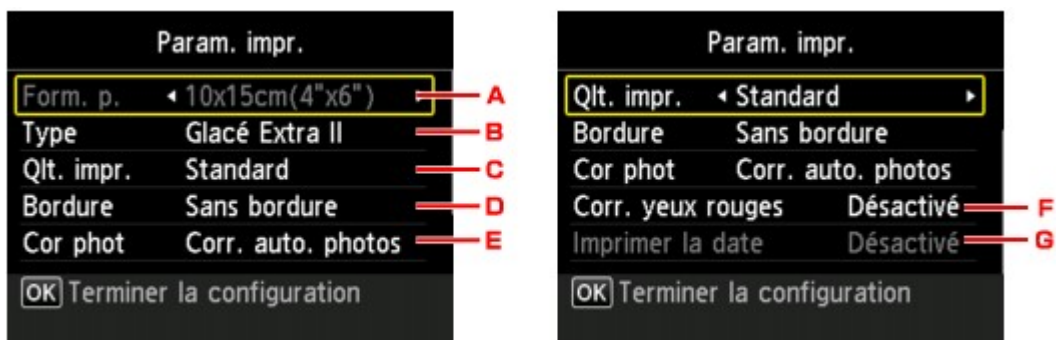 Param. impr.
Form. p. 10x15cm(4"x6") A
Type Glacé Extra II B
Qlt. impr. Standard C
Bordure Sans bordure D
Cor phot Corr. auto. photos E
OK Terminer la configuration
Param. impr.
Qlt. impr. Standard
Bordure Sans bordure
Cor phot Corr. auto. photos
Corr. yeux rouges Désactivé F
Imprimer la date Désactivé G
OK Terminer la configuration